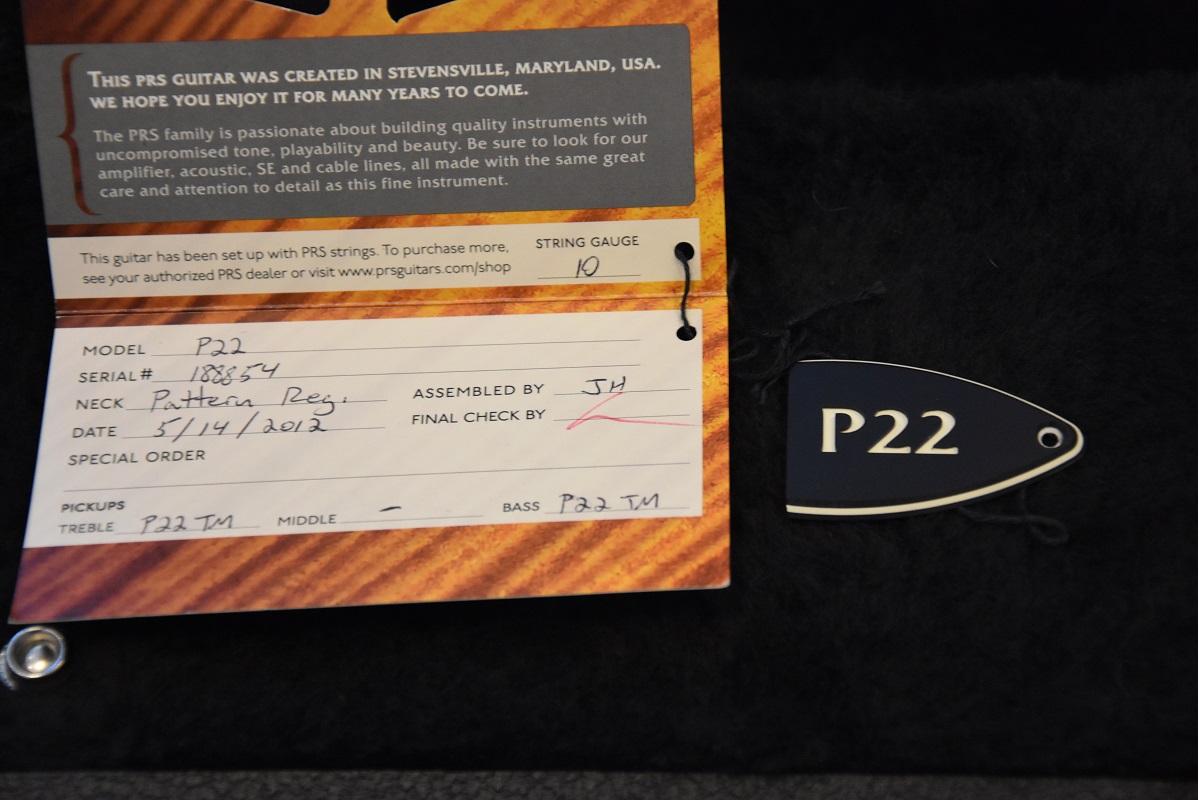 THIS PRS GUITAR WAS CREATED IN STEVENSVILLE, MARYLAND, USA.
WE HOPE YOU ENJOY IT FOR MANY YEARS TO COME.
The PRS family is passionate about building quality instruments with
uncompromised tone, playability and beauty. Be sure to look for our
amplifier, acoustic, SE and cable lines, all made with the same great
care and attention to detail as this fine instrument.
This guitar has been set up with PRS strings. To purchase more,
see your authorized PRS dealer or visit www.prsguitars.com/shop
STRING GAUGE
10
MODEL P22
SERIAL# 188854
NECK Pattern Reg.
ASSEMBLED BY JH
DATE 5/14/2012
FINAL CHECK BY
SPECIAL ORDER
PICKUPS
TREBLE P22 TM MIDDLE - BASS P22 TM
P22